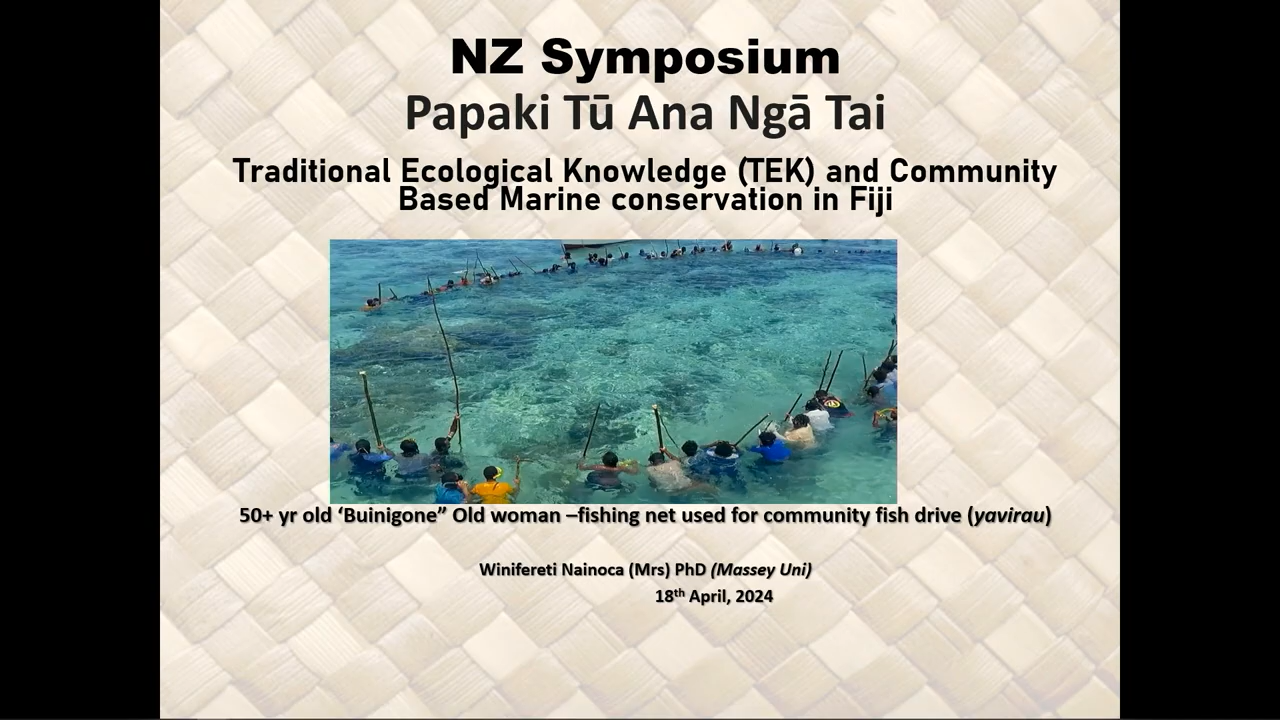 NZ Symposium
Papaki Tū Ana Ngā Tai
Traditional Ecological Knowledge (TEK) and Community
Based Marine conservation in Fiji
50+ yr old ‘Buinigone” Old woman –fishing net used for community fish drive (yavirau)
Winifereti Nainoca (Mrs) PhD (Massey Uni)
18th April, 2024